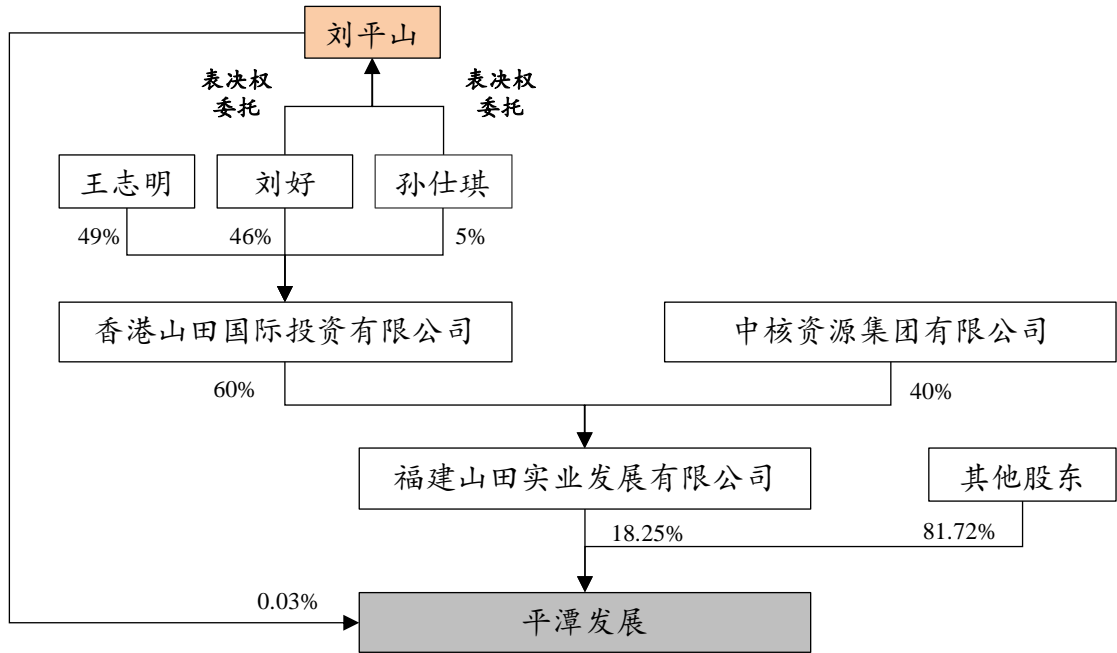 刘平山
表决权
委托
表决权
委托
王志明
刘好
孙仕琪
49%
46%
5%
香港山田国际投资有限公司
中核资源集团有限公司
60%
40%
福建山田实业发展有限公司
其他股东
18.25%
81.72%
0.03%
平潭发展